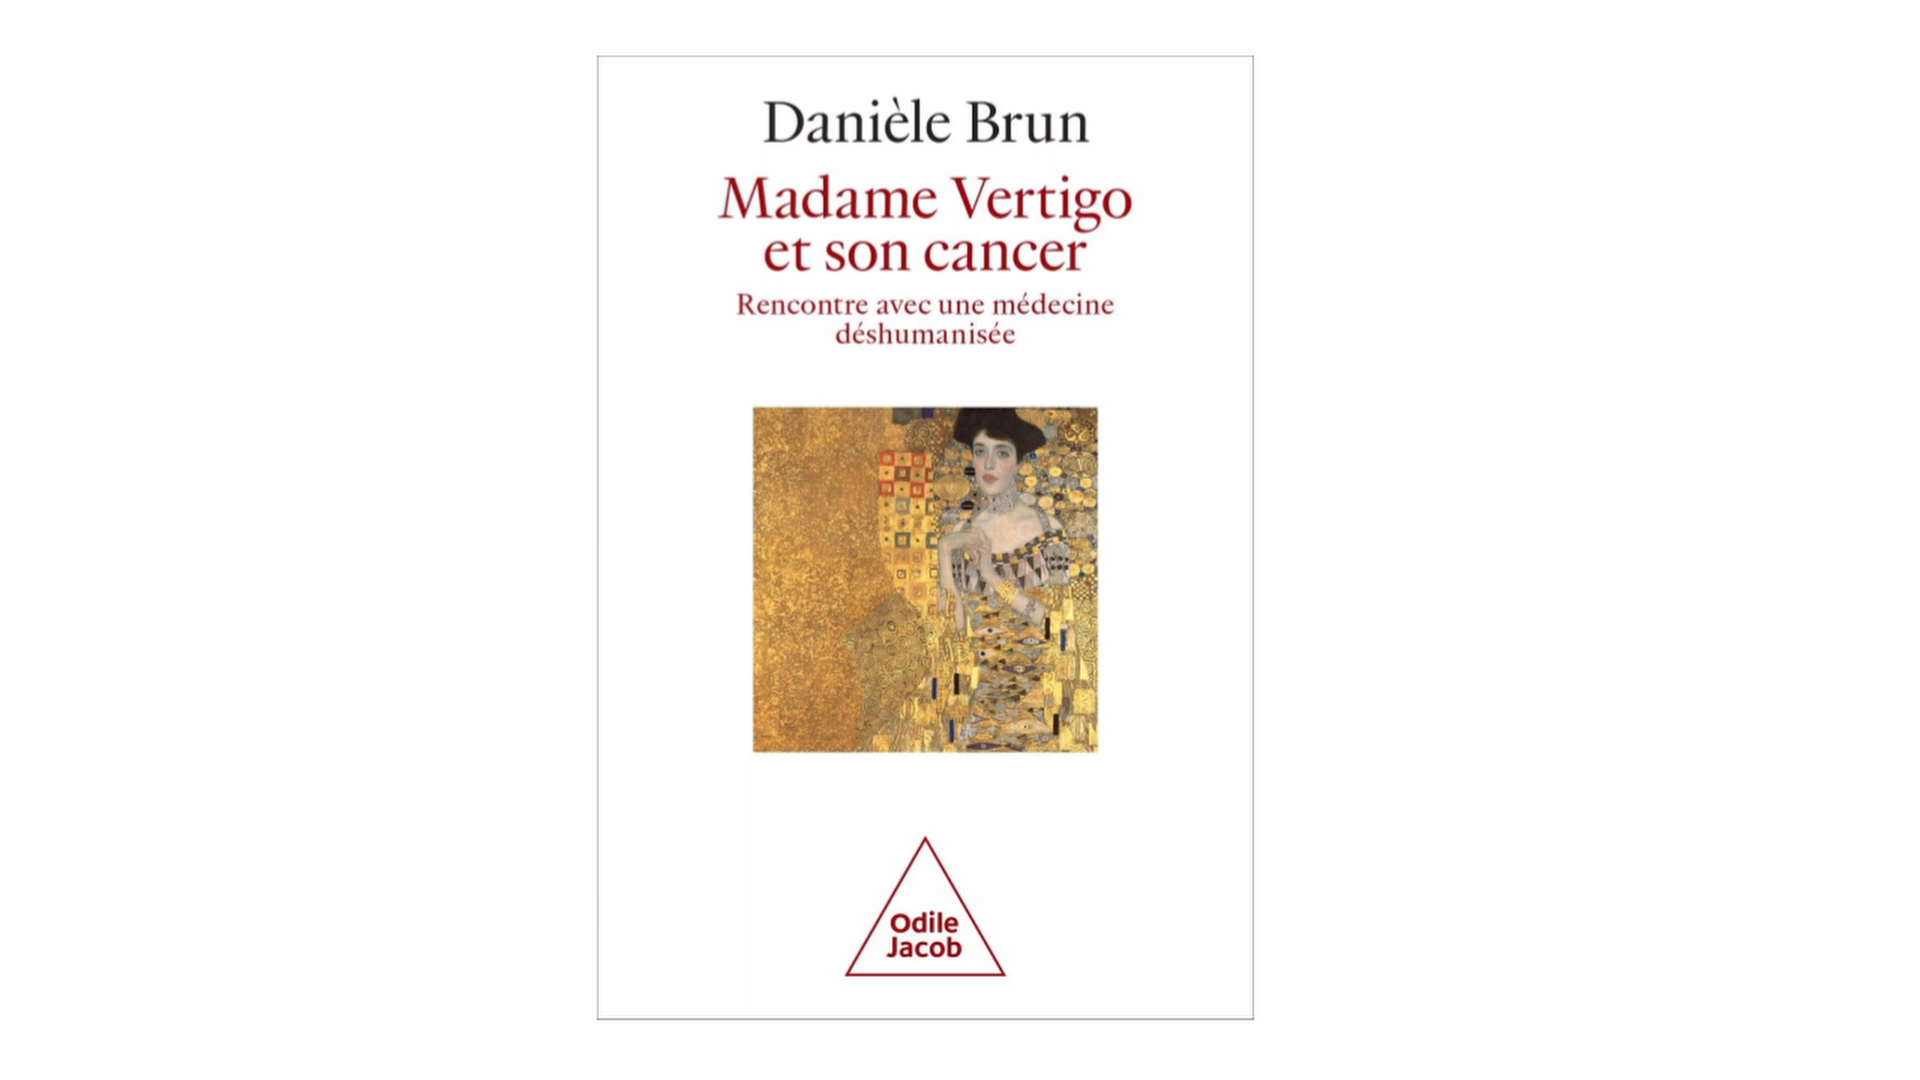 Danièle Brun
Madame Vertigo
et son cancer
Rencontre avec une médecine
déshumanisée
Odile
Jacob